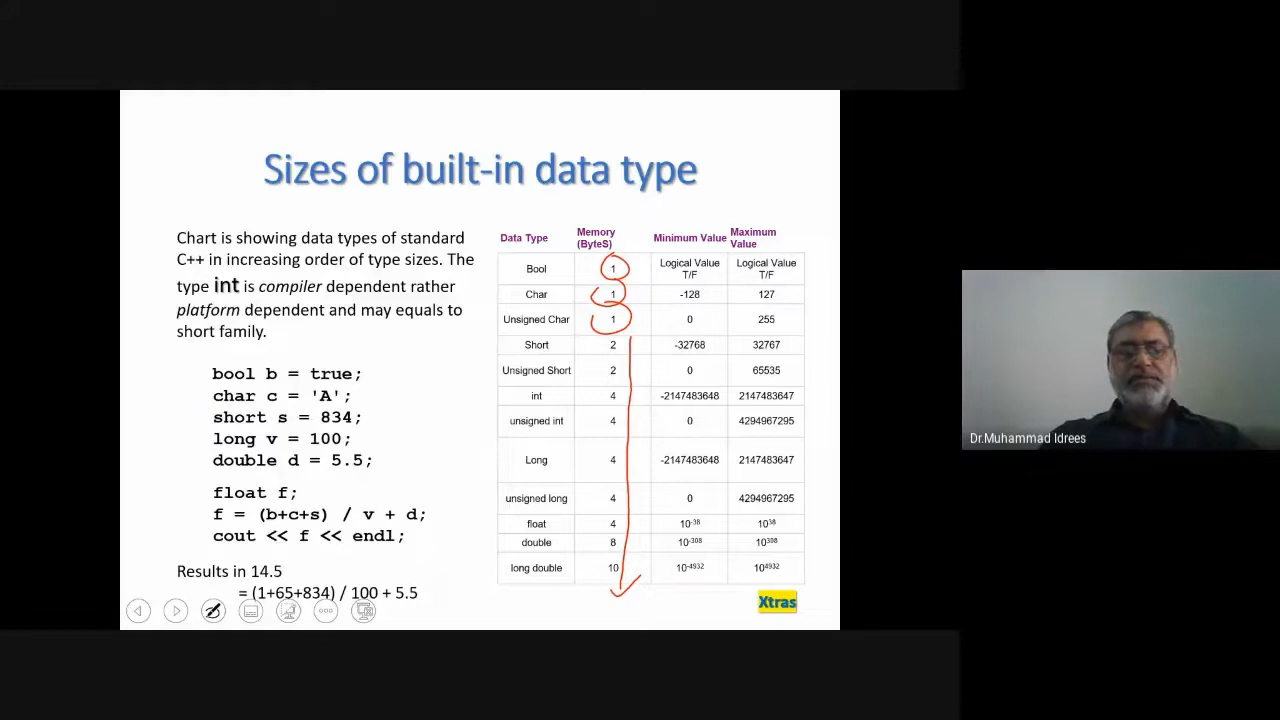 Sizes of built-in data type
Chart is showing data types of standard
C++ in increasing order of type sizes. The
type int is compiler dependent rather
platform dependent and may equals to
short family.
bool b = true;
char c = 'A';
short s = 834;
long v = 100;
double d = 5.5;
float f;
f = (b+c+s) / v + d;
cout << f << endl;
Results in 14.5
= (1+65+834) / 100 + 5.5
Data Type Memory (ByteS) Minimum Value Maximum Value
Bool 1 Logical Value T/F Logical Value T/F
Char 1 -128 127
Unsigned Char 1 0 255
Short 2 -32768 32767
Unsigned Short 2 0 65535
int 4 -2147483648 2147483647
unsigned int 4 0 4294967295
Long 4 -2147483648 2147483647
unsigned long 4 0 4294967295
float 4 10-38 1038
double 8 10-308 10308
long double 10 10-4932 104932
Xtras
Dr.Muhammad Idrees